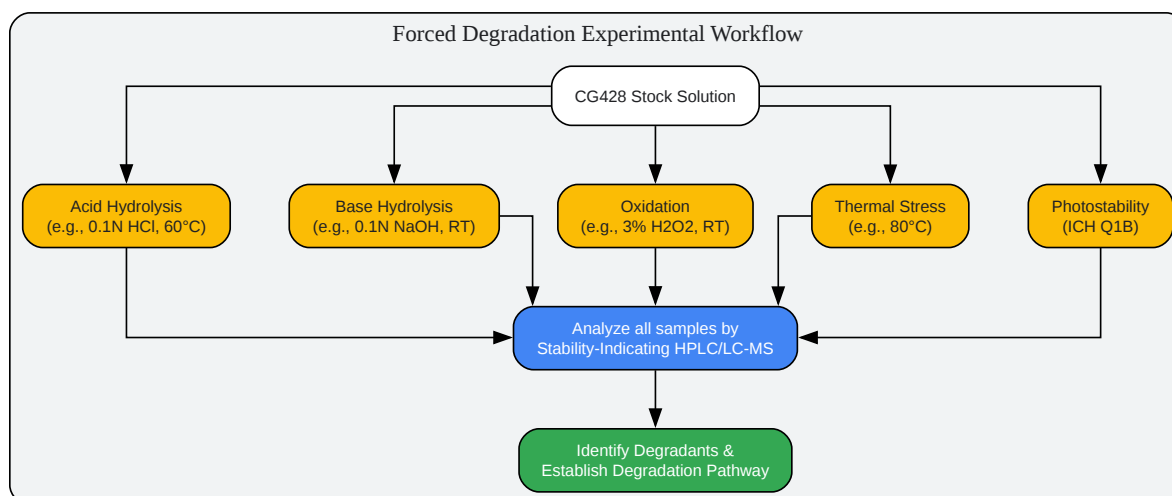 Forced Degradation Experimental Workflow
CG428 Stock Solution
Acid Hydrolysis
(e.g., 0.1N HCl, 60°C)
Base Hydrolysis
(e.g., 0.1N NaOH, RT)
Oxidation
(e.g., 3% H2O2, RT)
Thermal Stress
(e.g., 80°C)
Photostability
(ICH Q1B)
Analyze all samples by
Stability-Indicating HPLC/LC-MS
Identify Degradants &
Establish Degradation Pathway